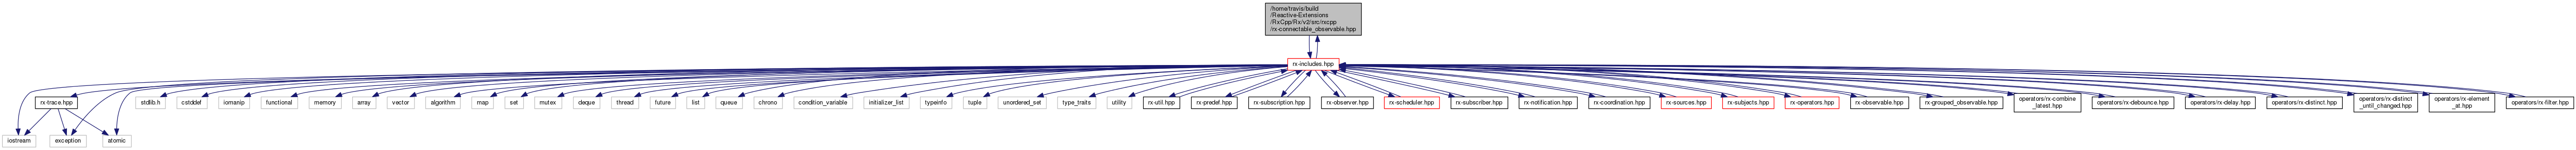 /home/travis/build
/Reactive-Extensions
/RxCpp/Rx/v2/src/rxcpp
/rx-connectable_observable.hpp
rx-includes.hpp
rx-trace.hpp
stdlib.h
cstddef
iomanip
functional
memory
array
vector
algorithm
map
set
mutex
deque
thread
future
list
queue
chrono
condition_variable
initializer_list
typeinfo
tuple
unordered_set
type_traits
utility
rx-util.hpp
rx-predef.hpp
rx-subscription.hpp
rx-observer.hpp
rx-scheduler.hpp
rx-subscriber.hpp
rx-notification.hpp
rx-coordination.hpp
rx-sources.hpp
rx-subjects.hpp
rx-operators.hpp
rx-observable.hpp
rx-grouped_observable.hpp
operators/rx-combine
_latest.hpp
operators/rx-debounce.hpp
operators/rx-delay.hpp
operators/rx-distinct.hpp
operators/rx-distinct
_until_changed.hpp
operators/rx-element
_at.hpp
operators/rx-filter.hpp
iostream
exception
atomic